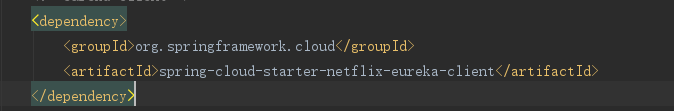 <dependency>
<groupId>org.springframework.cloud</groupId>
<artifactId>spring-cloud-starter-netflix-eureka-client</artifactId>
</dependency>